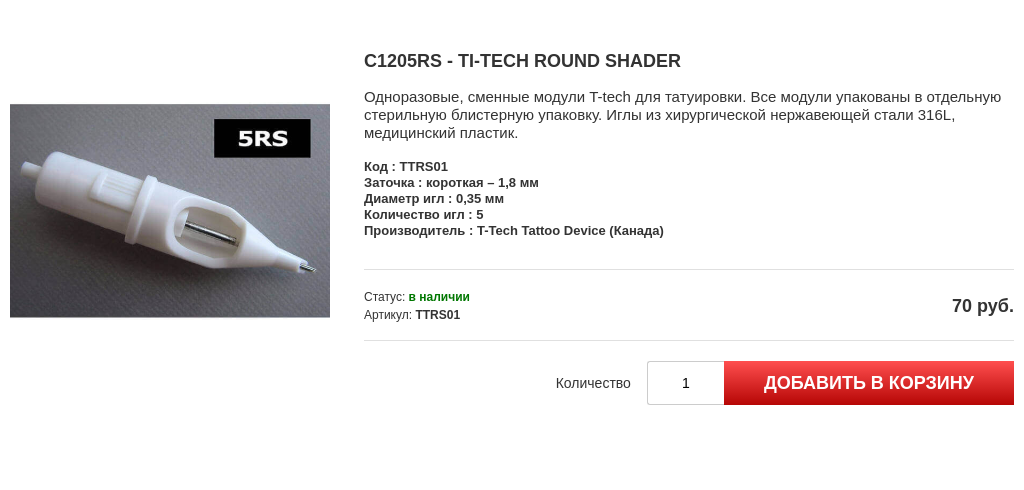 C1205RS - TI-TECH ROUND SHADER
Одноразовые, сменные модули T-tech для татуировки. Все модули упакованы в отдельную
стерильную блистерную упаковку. Иглы из хирургической нержавеющей стали 316L,
медицинский пластик.
5RS
Код : TTRS01
Заточка : короткая – 1,8 мм
Диаметр игл : 0,35 мм
Количество игл : 5
Производитель : T-Tech Tattoo Device (Канада)
Статус: в наличии
Артикул: TTRS01
70 руб.
Количество
1
ДОБАВИТЬ В КОРЗИНУ